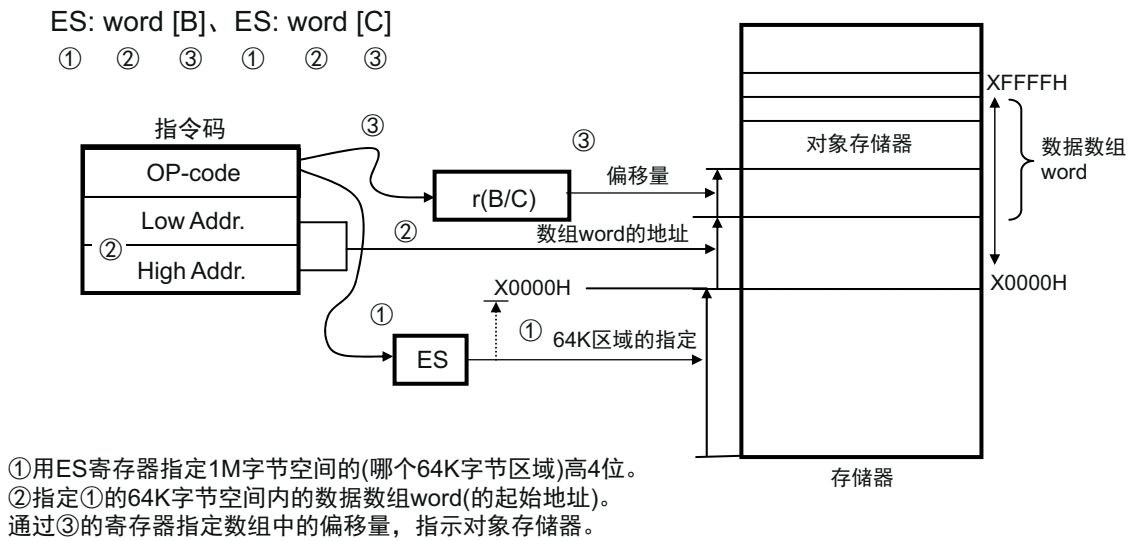 ES: word [B]、ES: word [C]
① ② ③ ① ② ③
XFFFFH
指令码
③
③
对象存储器
数据数组
word
OP-code
偏移量
r(B/C)
Low Addr.
②
数组word的地址
②
High Addr.
X0000H
X0000H
①
①
64K区域的指定
ES
存储器
①用ES寄存器指定1M字节空间的(哪个64K字节区域)高4位。
②指定①的64K字节空间内的数据数组word(的起始地址)。
通过③的寄存器指定数组中的偏移量，指示对象存储器。